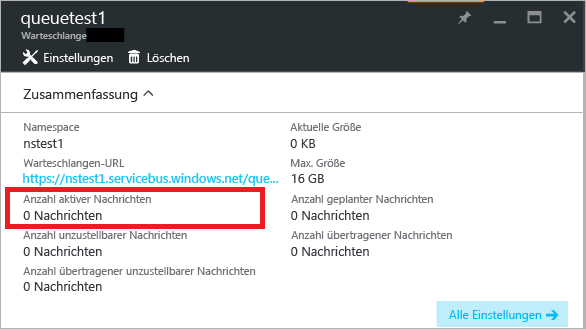 queuetest1
Warteschlange
Einstellungen
Löschen
Zusammenfassung
Namespace
nstest1
Aktuelle Größe
0 KB
Warteschlangen-URL
https://nstest1.servicebus.windows.net/que...
Max. Größe
16 GB
Anzahl aktiver Nachrichten
0 Nachrichten
Anzahl geplanter Nachrichten
0 Nachrichten
Anzahl unzustellbarer Nachrichten
0 Nachrichten
Anzahl übertragener Nachrichten
0 Nachrichten
Anzahl übertragener unzustellbarer Nachrichten
0 Nachrichten
Alle Einstellungen →